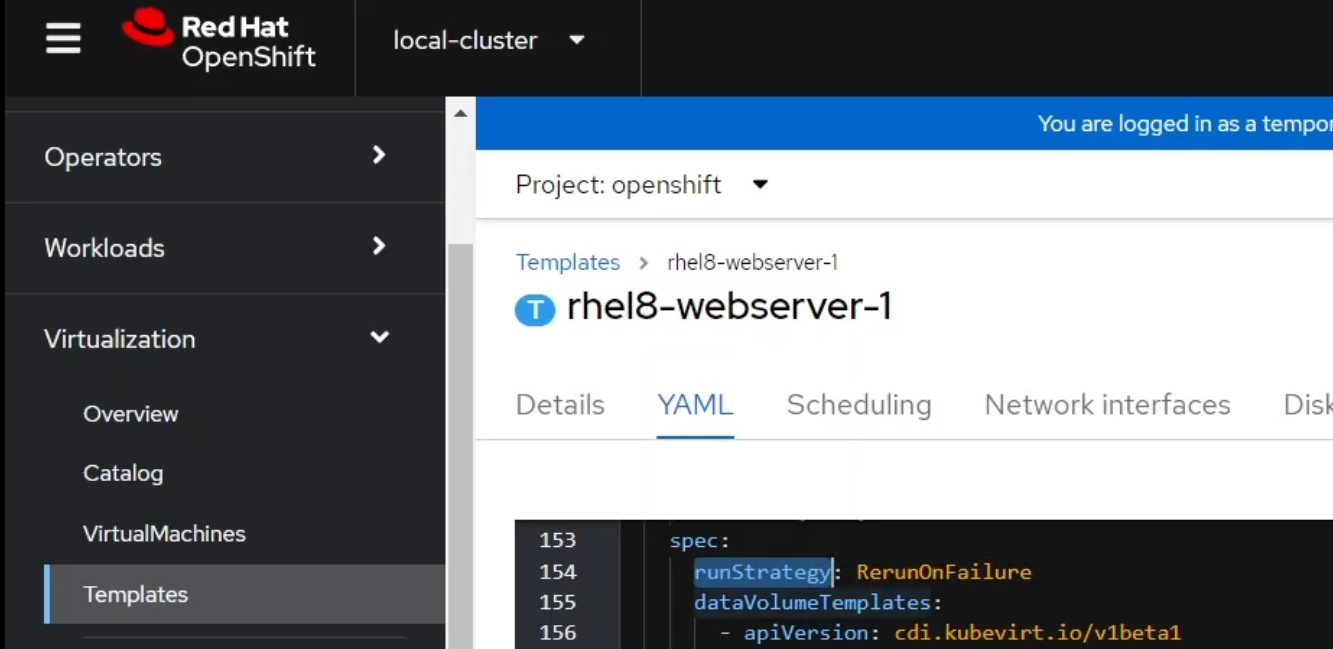 Red Hat
OpenShift
local-cluster
You are logged in as a
Operators
Workloads
Virtualization
Overview
Catalog
VirtualMachines
Templates
Project: openshift
Templates > rhel8-webserver-1
T rhel8-webserver-1
Details YAML Scheduling Network interfaces
153 spec:
154 runStrategy: RerunOnFailure
155 dataVolumeTemplates:
156 - apiVersion: cdi.kubevirt.io/v1beta1